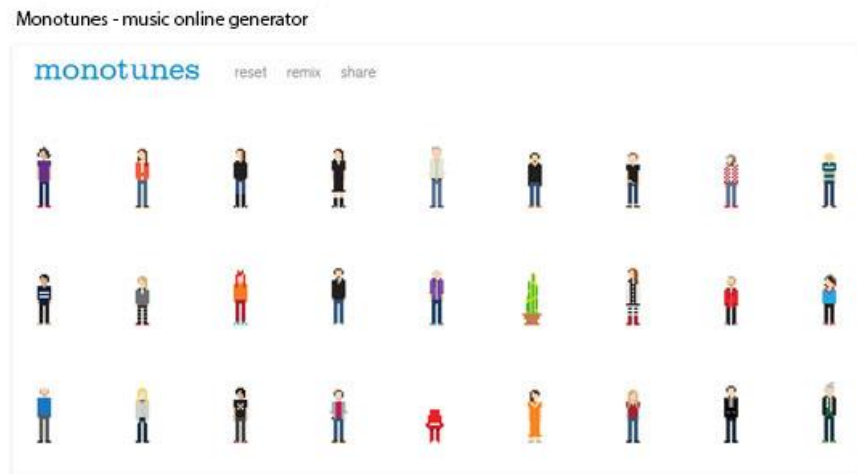 Monotunes - music online generator
monotunes reset remix share